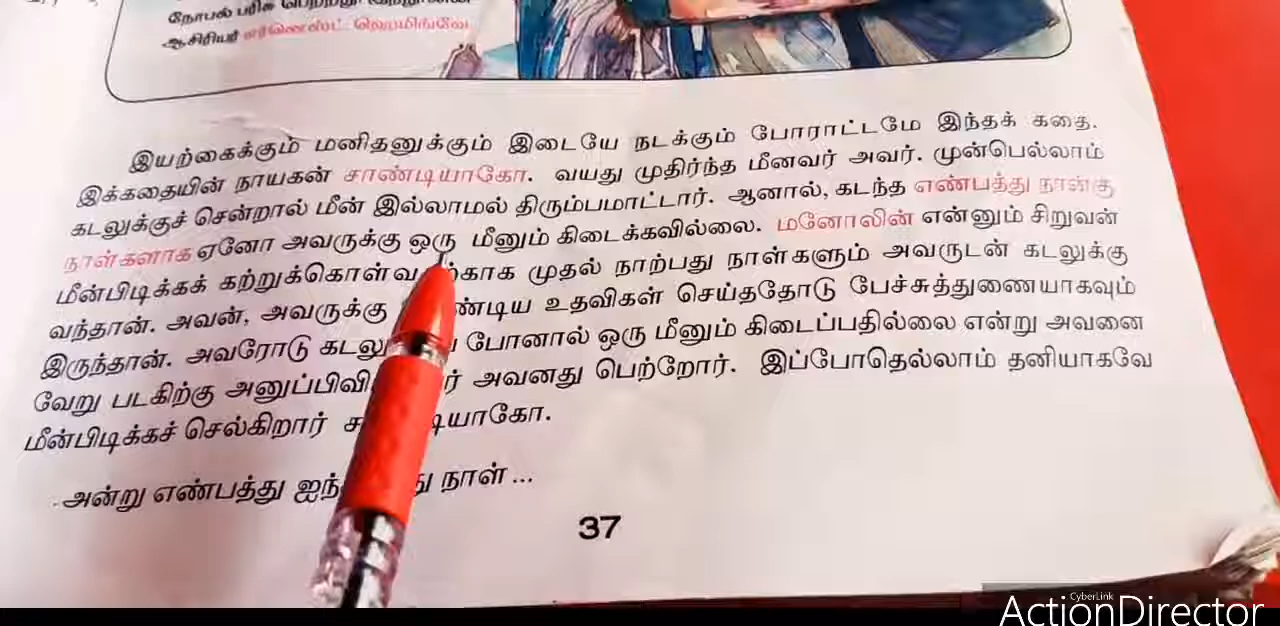 நோபல் பரிசு
ஆசிரியர் எர்னெஸ்ட் ஹெமிங்வே
இயற்கைக்கும் மனிதனுக்கும் இடையே நடக்கும் போராட்டமே இந்தக் கதை.
இக்கதையின் நாயகன் சாண்டியாகோ. வயது முதிர்ந்த மீனவர் அவர். முன்பெல்லாம்
கடலுக்குச் சென்றால் மீன் இல்லாமல் திரும்பமாட்டார். ஆனால், கடந்த எண்பத்து நான்கு
நாள்களாக ஏனோ அவருக்கு ஒரு மீனும் கிடைக்கவில்லை. மனோலின் என்னும் சிறுவன்
மீன்பிடிக்கக் கற்றுக்கொள்வதற்காக முதல் நாற்பது நாள்களும் அவருடன் கடலுக்கு
வந்தான். அவன், அவருக்கு உதவிகள் செய்ததோடு பேச்சுத்துணையாகவும்
இருந்தான். அவரோடு போனால் ஒரு மீனும் கிடைப்பதில்லை என்று அவனை
வேறு படகிற்கு அவனது பெற்றோர். இப்போதெல்லாம் தனியாகவே
மீன்பிடிக்கச் செல்கிறார் சாண்டியாகோ.
அன்று எண்பத்து நாள் ...
37
CyberLink
ActionDirector